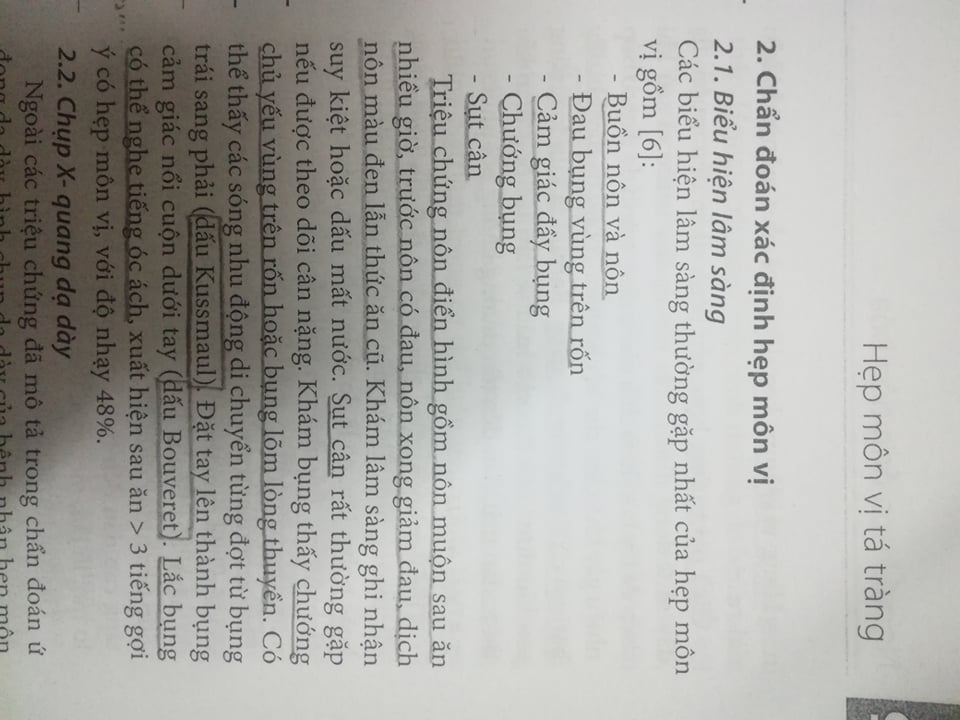 Hẹp môn vị tá tràng
2. Chẩn đoán xác định hẹp môn vị
2.1. Biểu hiện lâm sàng
Các biểu hiện lâm sàng thường gặp nhất của hẹp môn
vị gồm [6]:
- Buồn nôn và nôn
- Đau bụng vùng trên rốn
- Cảm giác đầy bụng
- Chướng bụng
- Sụt cân
Triệu chứng nôn điển hình gồm nôn muộn sau ăn
nhiều giờ, trước nôn có đau, nôn xong giảm đau, dịch
nôn màu đen lẫn thức ăn cũ. Khám lâm sàng ghi nhận
suy kiệt hoặc dấu mất nước. Sụt cân rất thường gặp
nếu được theo dõi cân nặng. Khám bụng thấy chướng
chủ yếu vùng trên rốn hoặc bụng lõm lòng thuyền. Có
thể thấy các sóng nhu động di chuyển từng đợt từ bụng
trái sang phải (dấu Kussmaul). Đặt tay lên thành bụng
cảm giác nổi cuộn dưới tay (dấu Bouveret). Lắc bụng
có thể nghe tiếng óc ách, xuất hiện sau ăn > 3 tiếng gợi
ý có hẹp môn vị, với độ nhạy 48%.
2.2. Chụp X- quang dạ dày
Ngoài các triệu chứng đã mô tả trong chẩn đoán ứ